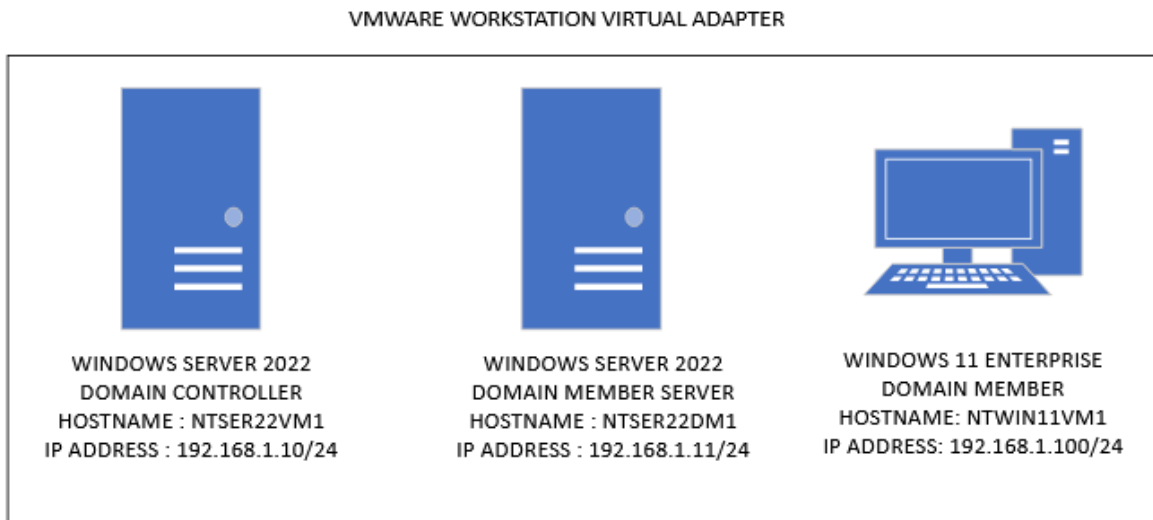 VMWARE WORKSTATION VIRTUAL ADAPTER
WINDOWS SERVER 2022
DOMAIN CONTROLLER
HOSTNAME : NTSER22VM1
IP ADDRESS : 192.168.1.10/24
WINDOWS SERVER 2022
DOMAIN MEMBER SERVER
HOSTNAME : NTSER22DM1
IP ADDRESS : 192.168.1.11/24
WINDOWS 11 ENTERPRISE
DOMAIN MEMBER
HOSTNAME: NTWIN11VM1
IP ADDRESS: 192.168.1.100/24